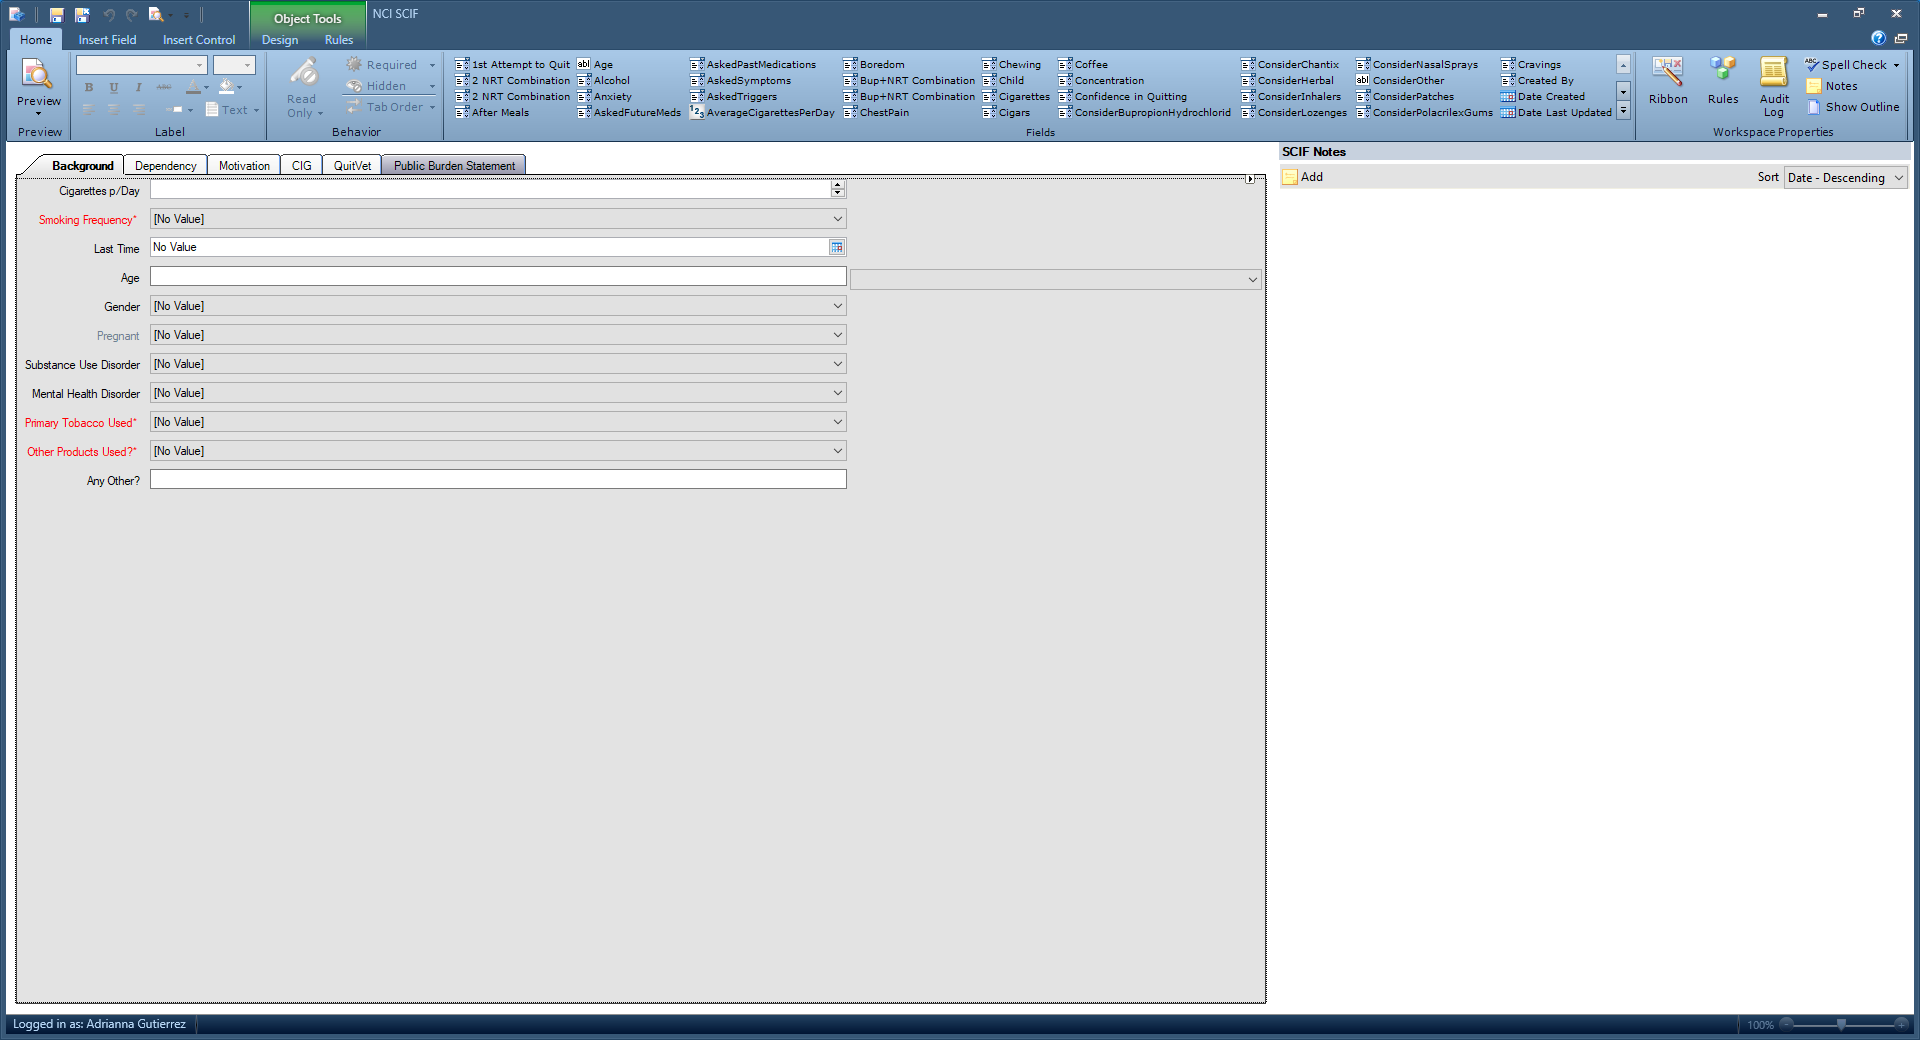 Object Tools
NCI SCIF
Home
Insert Field
Insert Control
Design
Rules
Preview
Preview
B
U
I
ABC
Text
Label
Read Only
Required
Hidden
Tab Order
Behavior
1st Attempt to Quit
2 NRT Combination
2 NRT Combination
After Meals
abl Age
Alcohol
Anxiety
AskedFutureMeds
AskedPastMedications
AskedSymptoms
AskedTriggers
123 AverageCigarettesPerDay
Boredom
Bup+NRT Combination
Bup+NRT Combination
ChestPain
Chewing
Child
Cigarettes
Cigars
Coffee
Concentration
Confidence in Quitting
ConsiderBupropionHydrochlorid
ConsiderChantix
ConsiderHerbal
ConsiderInhalers
ConsiderLozenges
ConsiderNasalSprays
abl ConsiderOther
ConsiderPatches
ConsiderPolacrilexGums
Cravings
Created By
Date Created
Date Last Updated
Fields
Ribbon
Rules
Audit Log
ABC Spell Check
Notes
Show Outline
Workspace Properties
Background
Dependency
Motivation
CIG
QuitVet
Public Burden Statement
Cigarettes p/Day
Smoking Frequency* [No Value]
Last Time No Value
Age
Gender [No Value]
Pregnant [No Value]
Substance Use Disorder [No Value]
Mental Health Disorder [No Value]
Primary Tobacco Used* [No Value]
Other Products Used?* [No Value]
Any Other?
SCIF Notes
Add
Sort Date - Descending
Logged in as: Adrianna Gutierrez
100%